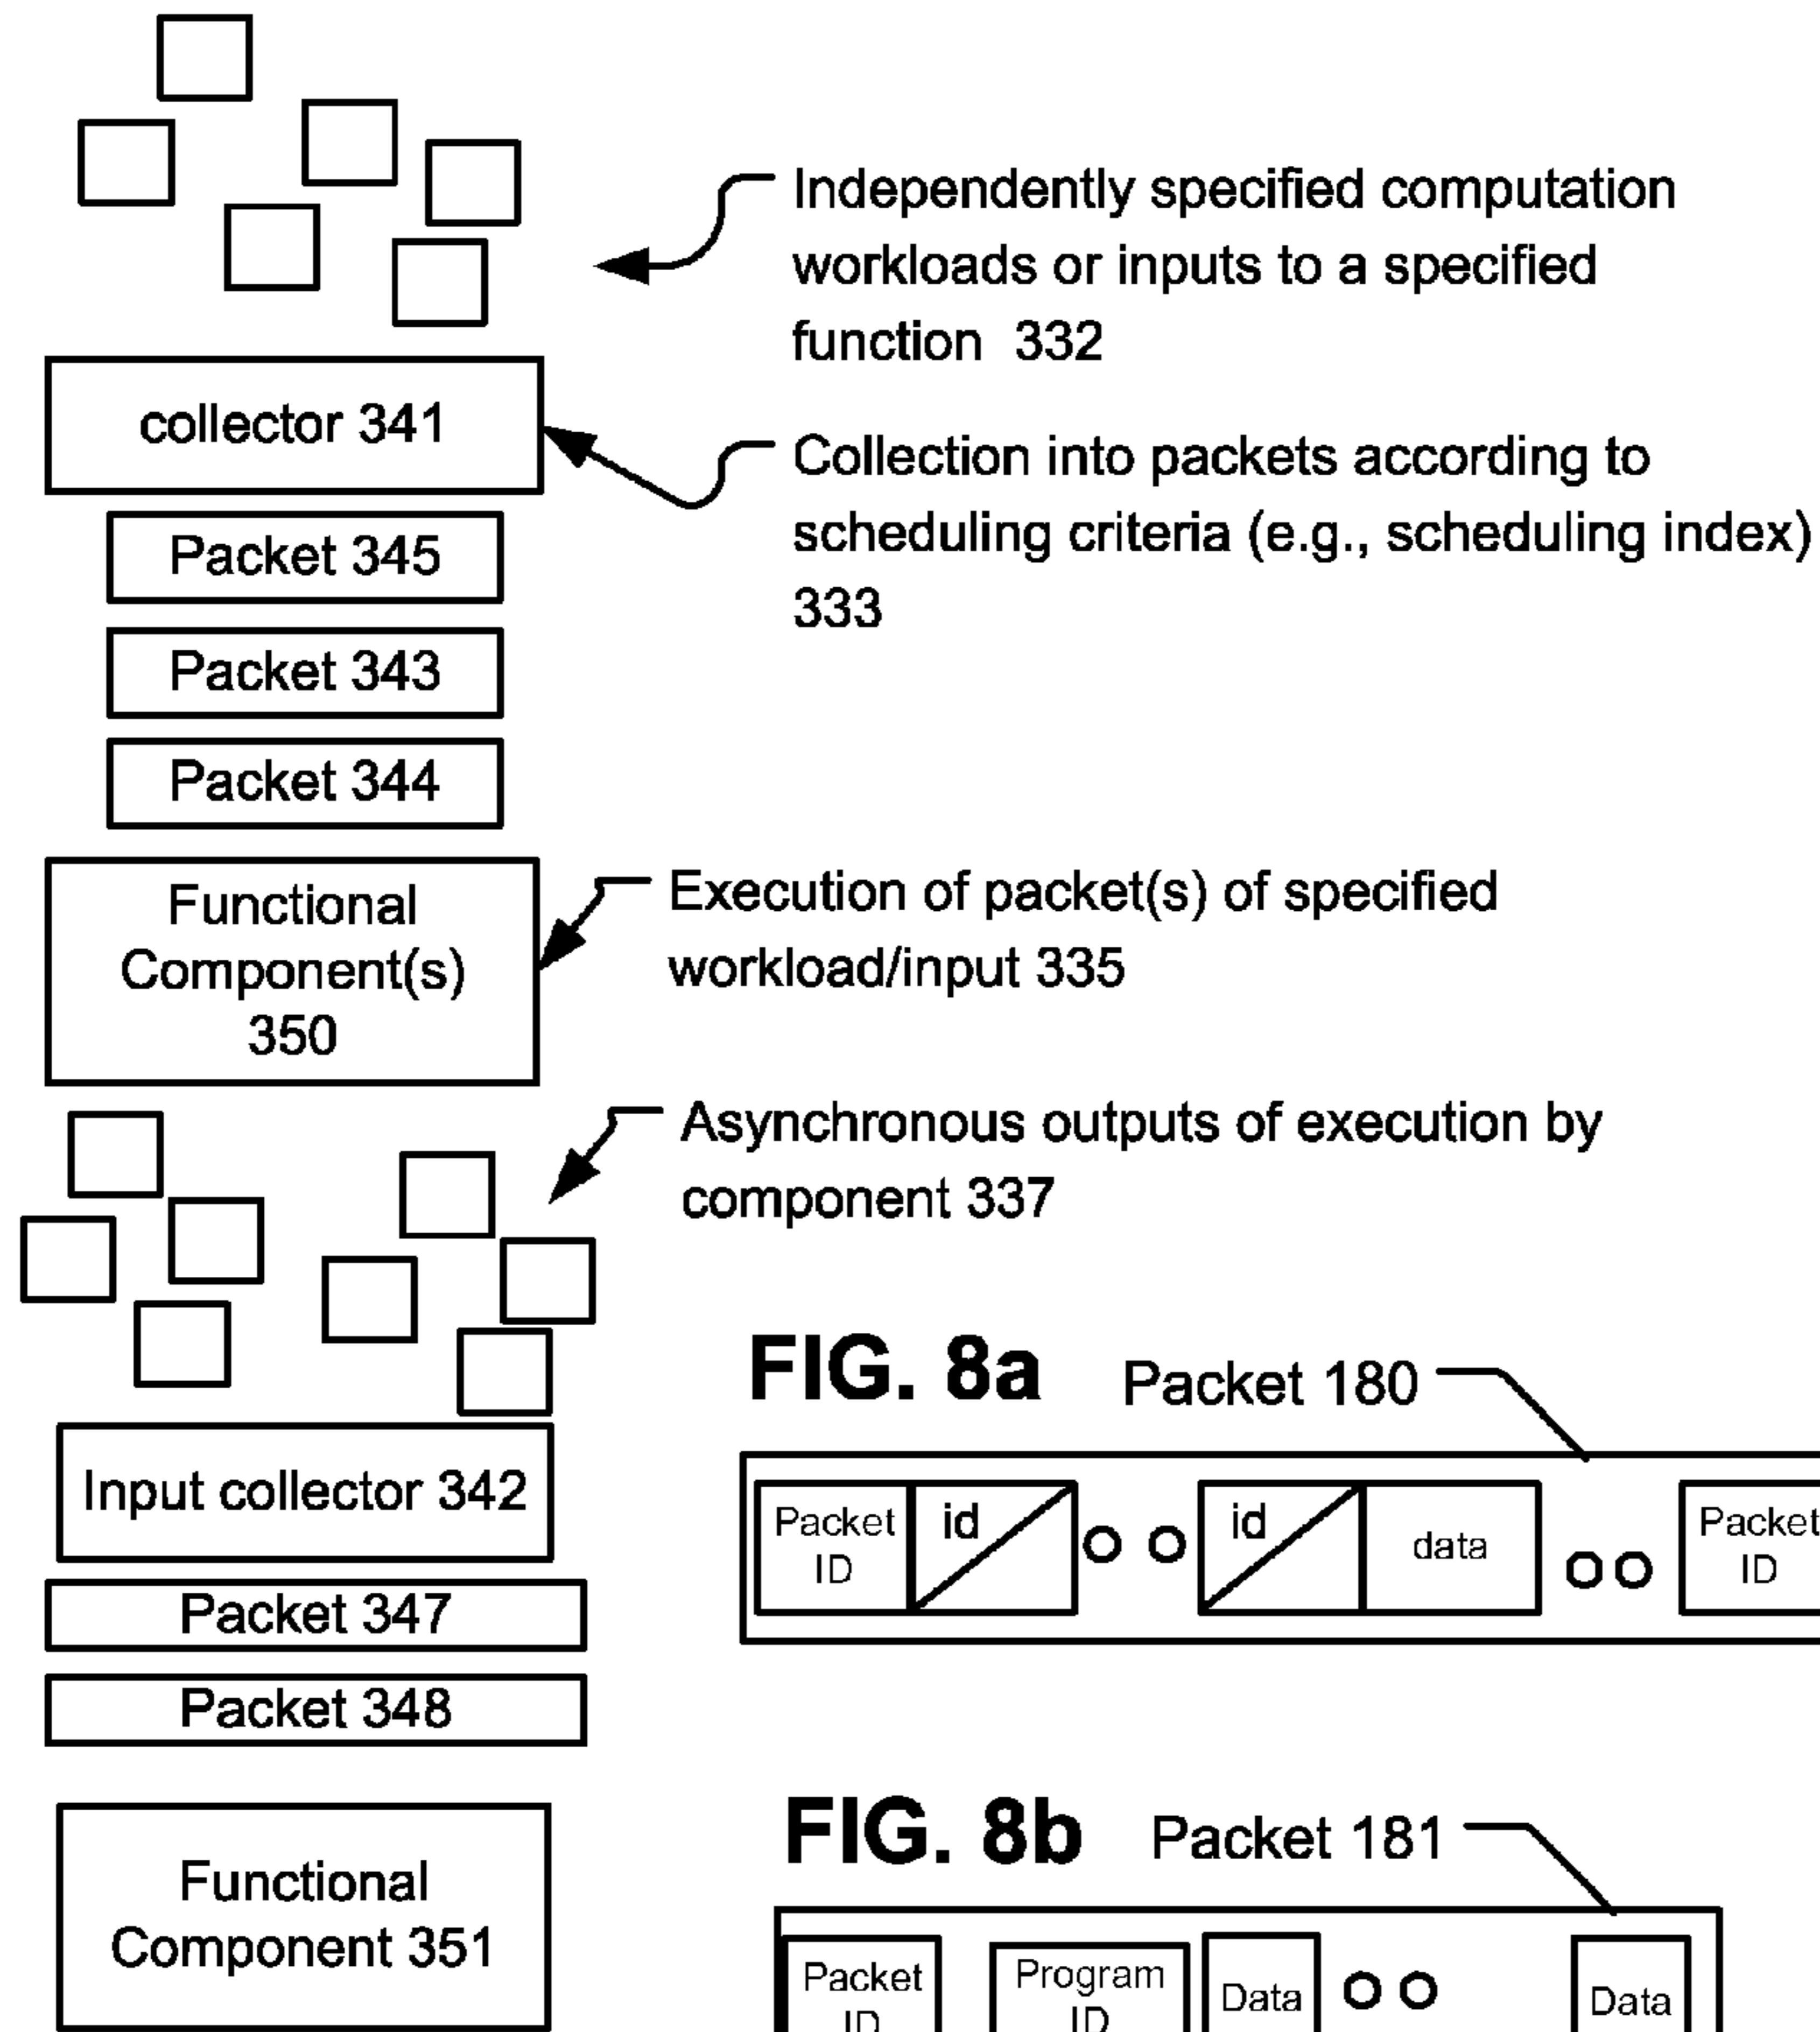 Independently specified computation
workloads or inputs to a specified
function 332
collector 341
Collection into packets according to
scheduling criteria (e.g., scheduling index)
333
Packet 345
Packet 343
Packet 344
Functional
Component(s)
350
Execution of packet(s) of specified
workload/input 335
Asynchronous outputs of execution by
component 337
Input collector 342
Packet 347
Packet 348
Functional
Component 351
FIG. 8a
Packet 180
Packet
ID
id
id
data
Packet
ID
FIG. 8b
Packet 181
Packet
ID
Program
ID
Data
Data